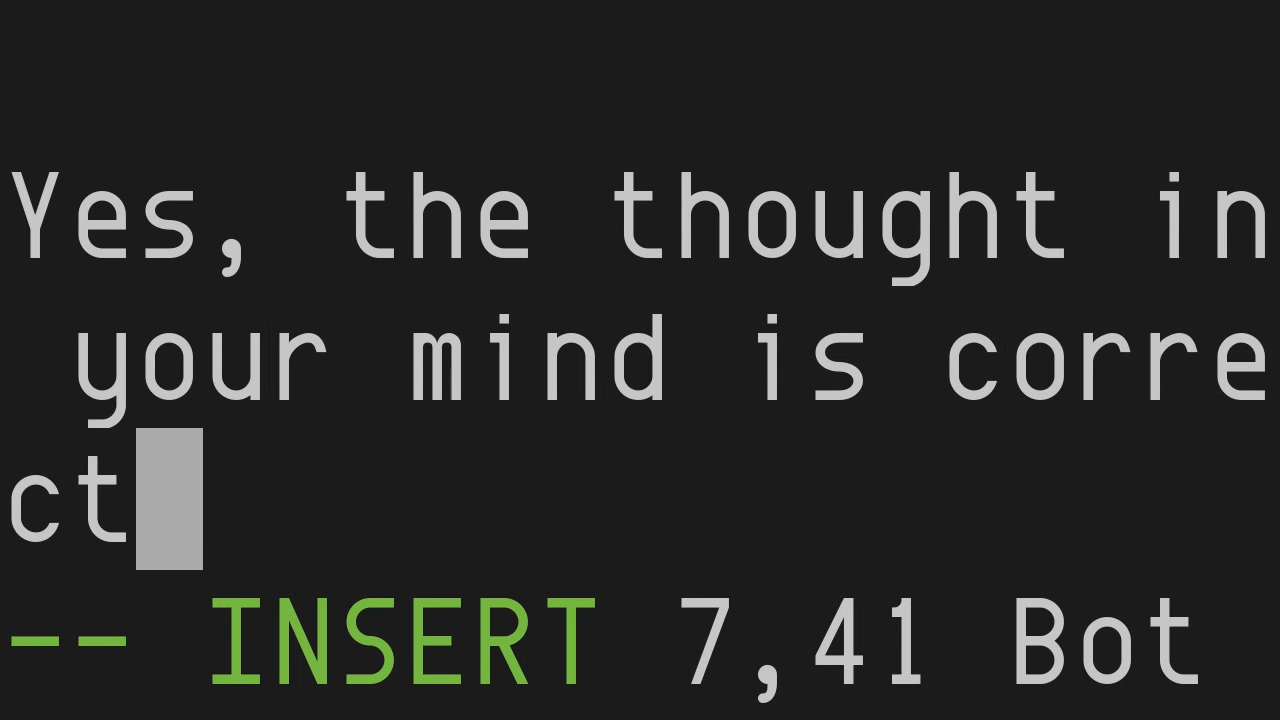 Yes, the thought in
 your mind is corre
ct
-- INSERT 7,41 Bot